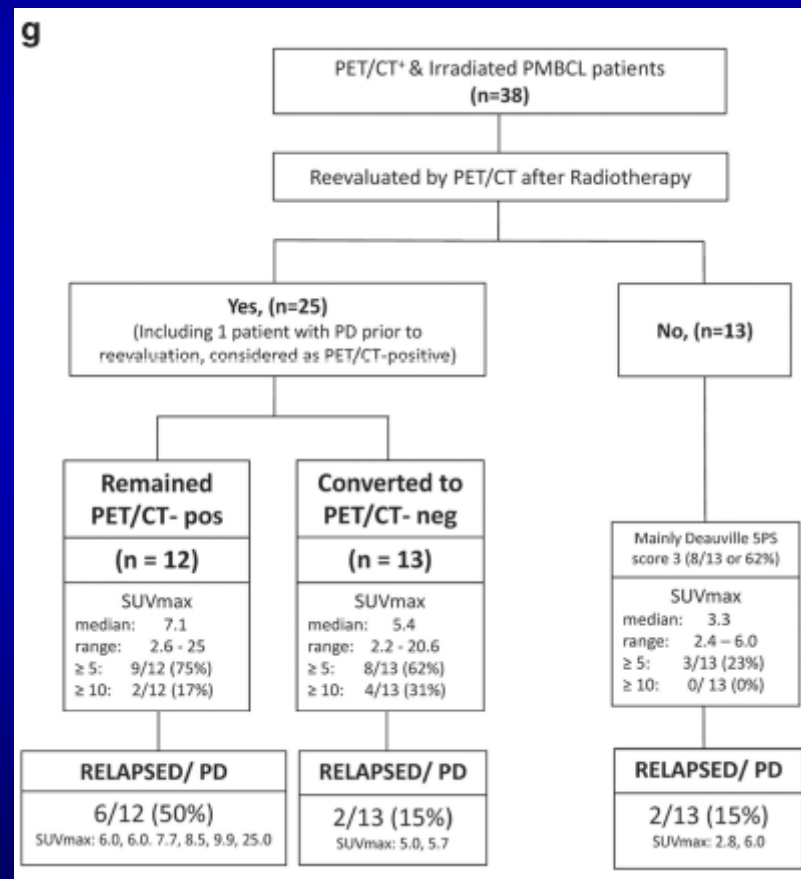 g
PET/CT⁺ & Irradiated PMBCL patients
(n=38)
Reevaluated by PET/CT after Radiotherapy
Yes, (n=25)
(Including 1 patient with PD prior to
reevaluation, considered as PET/CT-positive)
No, (n=13)
Remained
PET/CT- pos
(n = 12)
SUVmax
median: 7.1
range: 2.6 - 25
≥ 5: 9/12 (75%)
≥ 10: 2/12 (17%)
Converted to
PET/CT- neg
(n = 13)
SUVmax
median: 5.4
range: 2.2 - 20.6
≥ 5: 8/13 (62%)
≥ 10: 4/13 (31%)
Mainly Deauville 5PS
score 3 (8/13 or 62%)
SUVmax
median: 3.3
range: 2.4 – 6.0
≥ 5: 3/13 (23%)
≥ 10: 0/ 13 (0%)
RELAPSED/ PD
6/12 (50%)
SUVmax: 6.0, 6.0. 7.7, 8.5, 9.9, 25.0
RELAPSED/ PD
2/13 (15%)
SUVmax: 5.0, 5.7
RELAPSED/ PD
2/13 (15%)
SUVmax: 2.8, 6.0